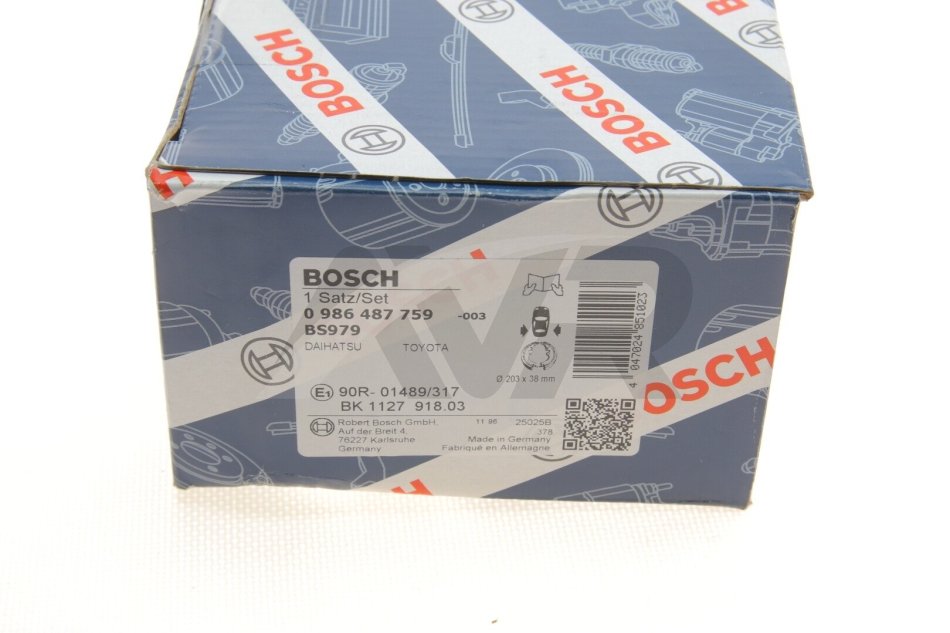 BOSCH
BOSCH
BOSCH
BOSCH
1 Satz/Set
0 986 487 759 -003
BS979
DAIHATSU TOYOTA
Ø 203 x 38 mm
4 047024 851023
E1 90R- 01489/317
BK 1127 918.03
Robert Bosch GmbH, 11 96 25025B
Auf der Breit 4, 378
76227 Karlsruhe Made in Germany
Germany Fabriqué en Allemagne
BOSCH
AVR